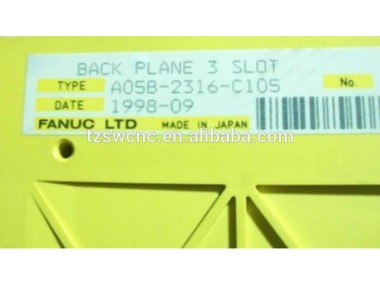 BACK PLANE 3 SLOT
TYPE A05B-2316-C105 No.
DATE 1998-09
FANUC LTD MADE IN JAPAN
tzswcnc.en.alibaba.com